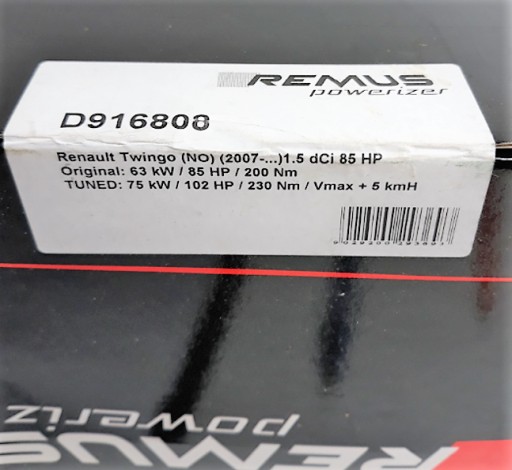 REMUS
powerizer
D916808
Renault Twingo (NO) (2007-...)1.5 dCi 85 HP
Original: 63 kW / 85 HP / 200 Nm
TUNED: 75 kW / 102 HP / 230 Nm / Vmax + 5 kmH
poweriz
REMUS